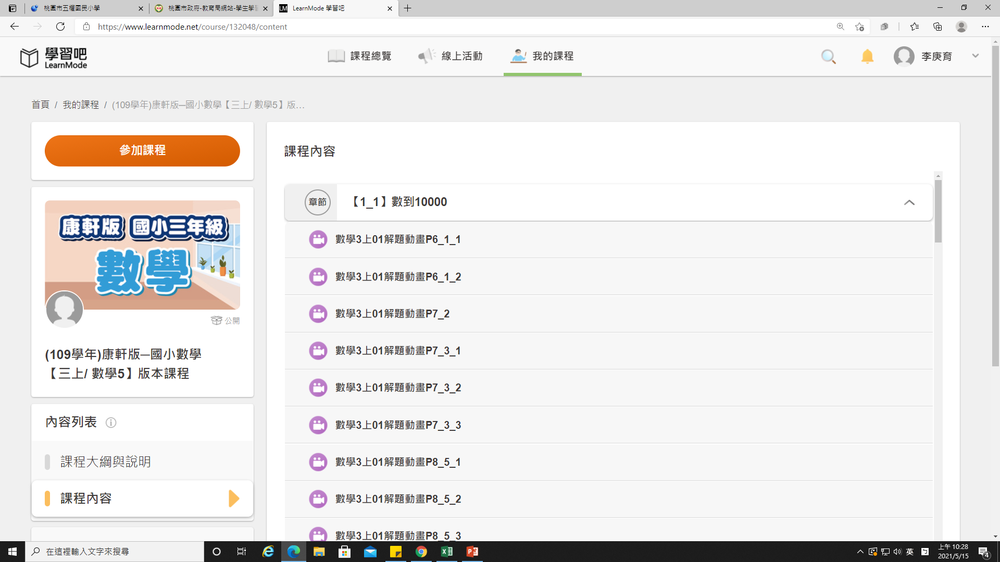 桃園市五權國民小學
桃園市政府-教育局網站-學生學習
LearnMode 學習吧
https://www.learnmode.net/course/132048/content
學習吧
LearnMode
課程總覽
線上活動
我的課程
李庚育
首頁 / 我的課程 / (109學年)康軒版—國小數學【三上/ 數學5】版…
參加課程
康軒版 國小三年級
數學
公開
(109學年)康軒版—國小數學
【三上/ 數學5】版本課程
內容列表
課程大綱與說明
課程內容
課程內容
章節
【1_1】數到10000
數學3上01解題動畫P6_1_1
數學3上01解題動畫P6_1_2
數學3上01解題動畫P7_2
數學3上01解題動畫P7_3_1
數學3上01解題動畫P7_3_2
數學3上01解題動畫P7_3_3
數學3上01解題動畫P8_5_1
數學3上01解題動畫P8_5_2
數學3上01解題動畫P8_5_3
在這裡輸入文字來搜尋
英
上午 10:28
2021/5/15
4